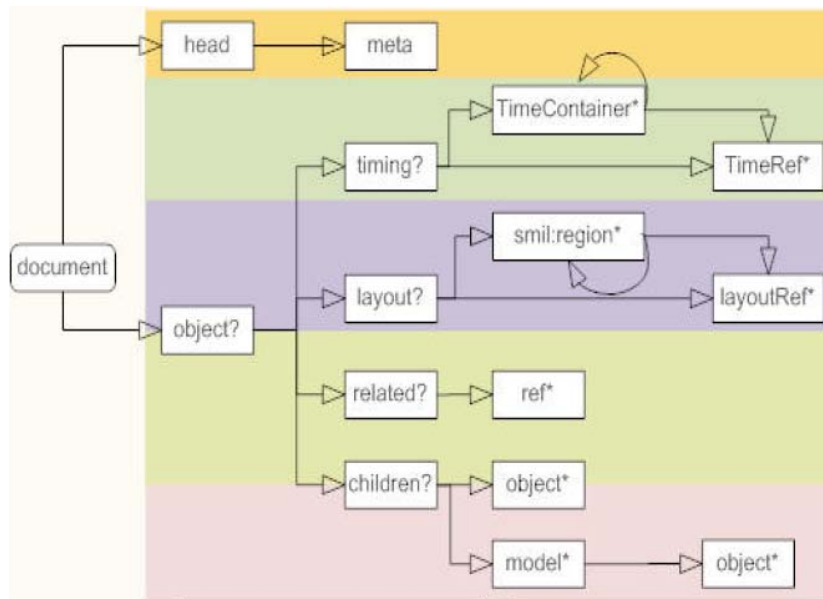 head
meta
TimeContainer*
timing?
TimeRef*
smil:region*
document
layout?
layoutRef*
object?
related?
ref*
children?
object*
model*
object*